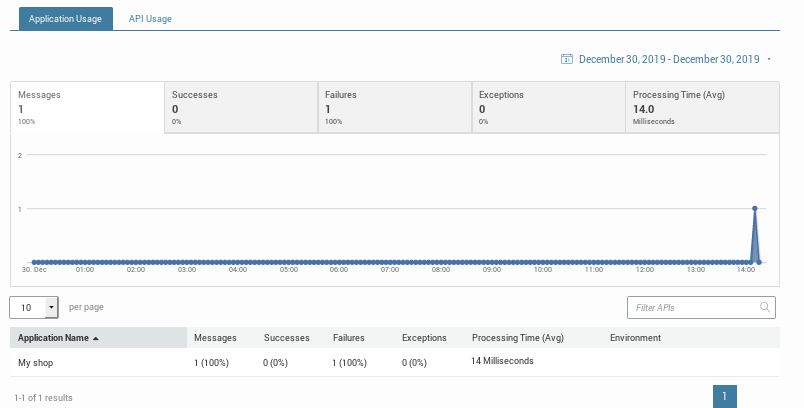 Application Usage API Usage
31
December 30, 2019 - December 30, 2019
Messages Successes Failures Exceptions Processing Time (Avg)
1 0 1 0 14.0
100% 0% 100% 0% Milliseconds
2
1
30. Dec 01:00 02:00 03:00 04:00 05:00 06:00 07:00 08:00 09:00 10:00 11:00 12:00 13:00 14:00
10 per page Filter APIs
Application Name Messages Successes Failures Exceptions Processing Time (Avg) Environment
My shop 1 (100%) 0 (0%) 1 (100%) 0 (0%) 14 Milliseconds
1-1 of 1 results 1